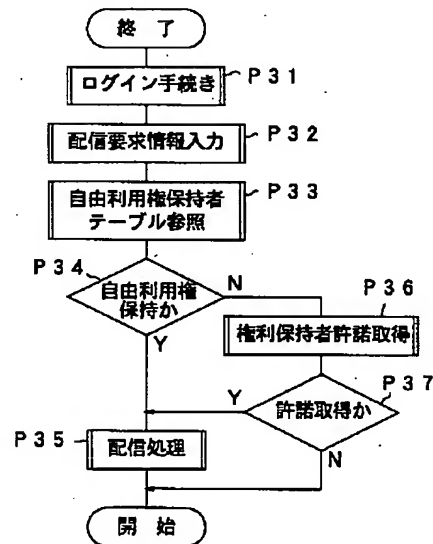 終 了
ログイン手続き
P31
配信要求情報入力
P32
自由利用権保持者
テーブル参照
P33
P34
自由利用権
保持か
N
Y
P36
権利保持者許諾取得
P37
許諾取得か
Y
N
P35
配信処理
開 始